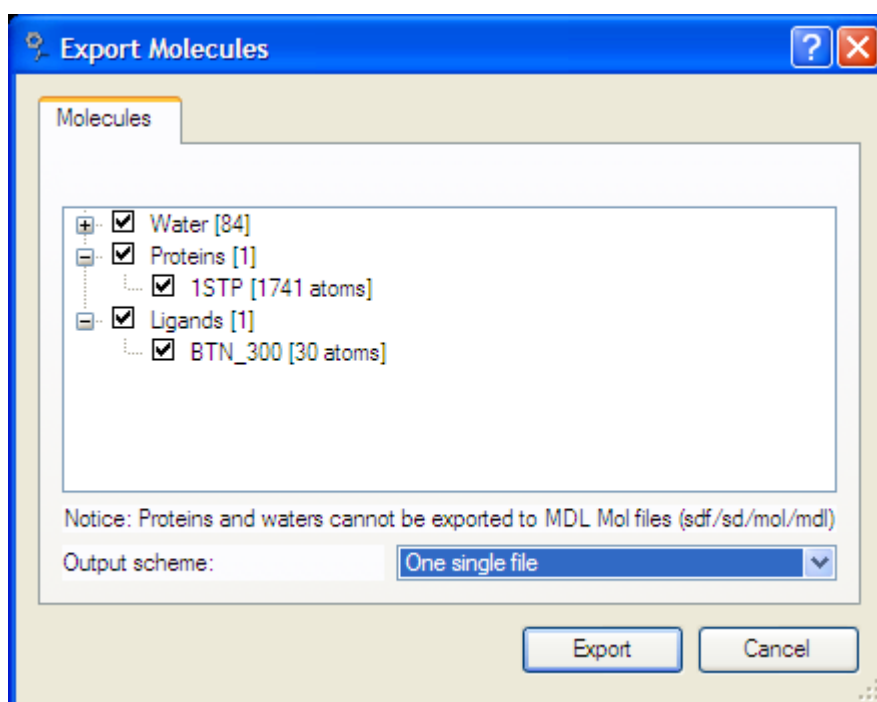 Export Molecules
Molecules
Water [84]
Proteins [1]
1STP [1741 atoms]
Ligands [1]
BTN_300 [30 atoms]
Notice: Proteins and waters cannot be exported to MDL Mol files (sdf/sd/mol/mdl)
Output scheme: One single file
Export Cancel